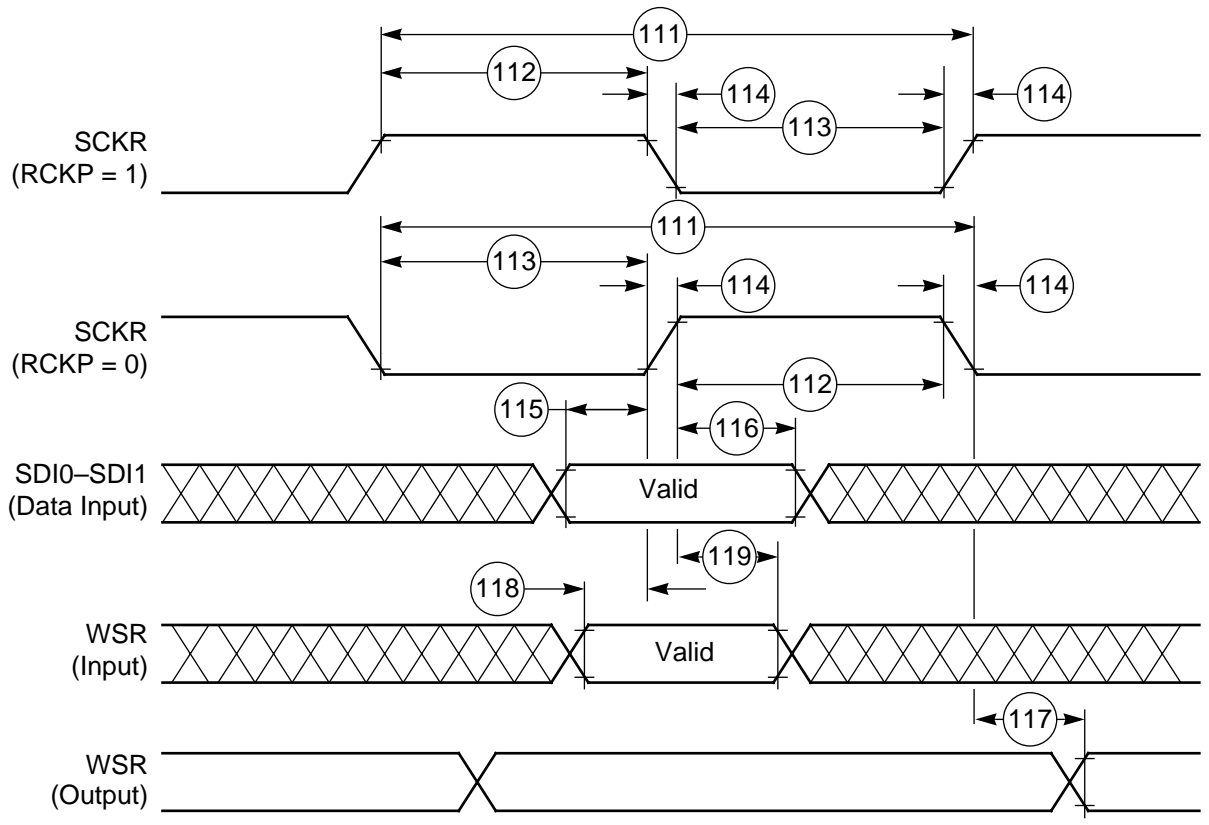 111
112
114
114
113
SCKR
(RCKP = 1)
111
113
114
114
SCKR
(RCKP = 0)
112
115
116
SDI0–SDI1
(Data Input)
Valid
119
118
WSR
(Input)
Valid
117
WSR
(Output)